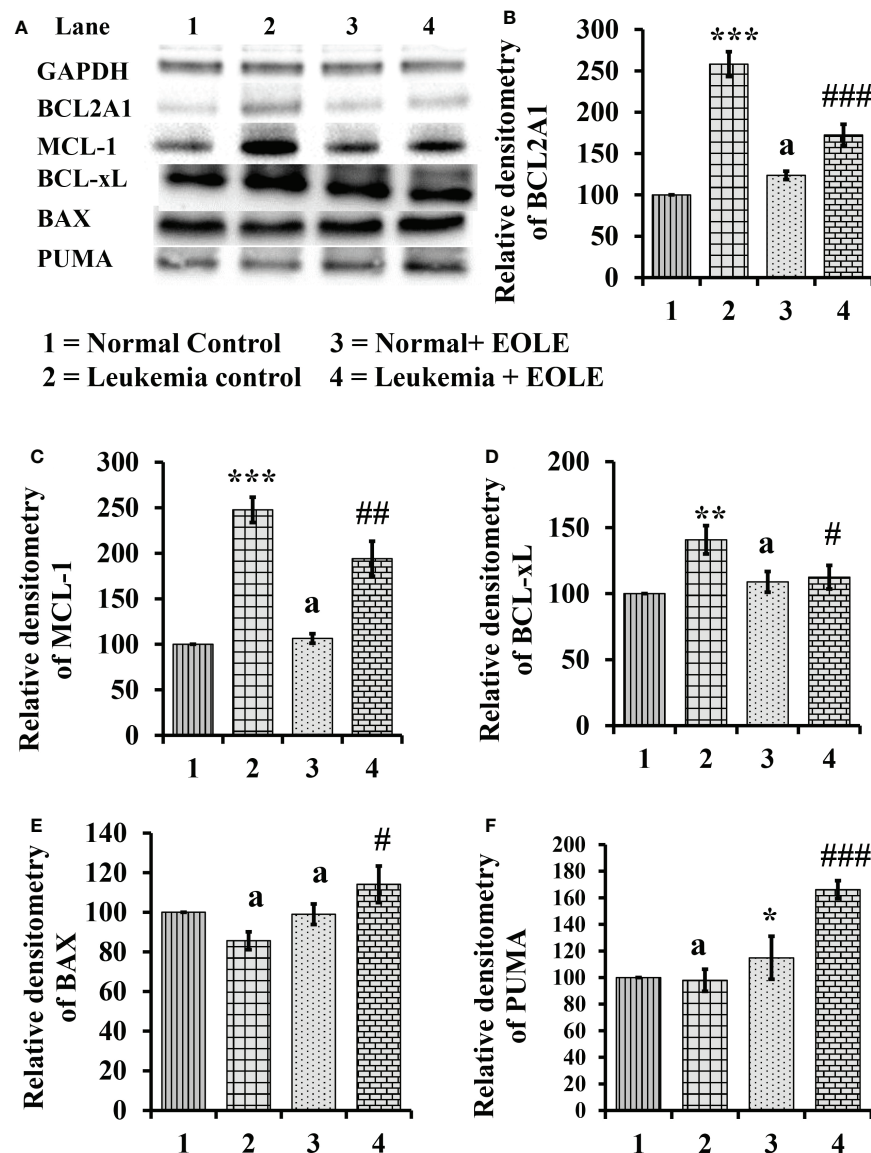 A Lane 1 2 3 4
GAPDH
BCL2A1
MCL-1
BCL-xL
BAX
PUMA
1 = Normal Control 3 = Normal+ EOLE
2 = Leukemia control 4 = Leukemia + EOLE
B
Relative densitometry
of BCL2A1
300
250
200
150
100
50
0
***
a
###
1 2 3 4
C
Relative densitometry
of MCL-1
300
250
200
150
100
50
0
***
a
##
1 2 3 4
D
Relative densitometry
of BCL-xL
200
150
100
50
0
**
a
#
1 2 3 4
E
Relative densitometry
of BAX
140
120
100
80
60
40
20
0
a
a
#
1 2 3 4
F
Relative densitometry
of PUMA
200
180
160
140
120
100
80
60
40
20
0
a
*
###
1 2 3 4